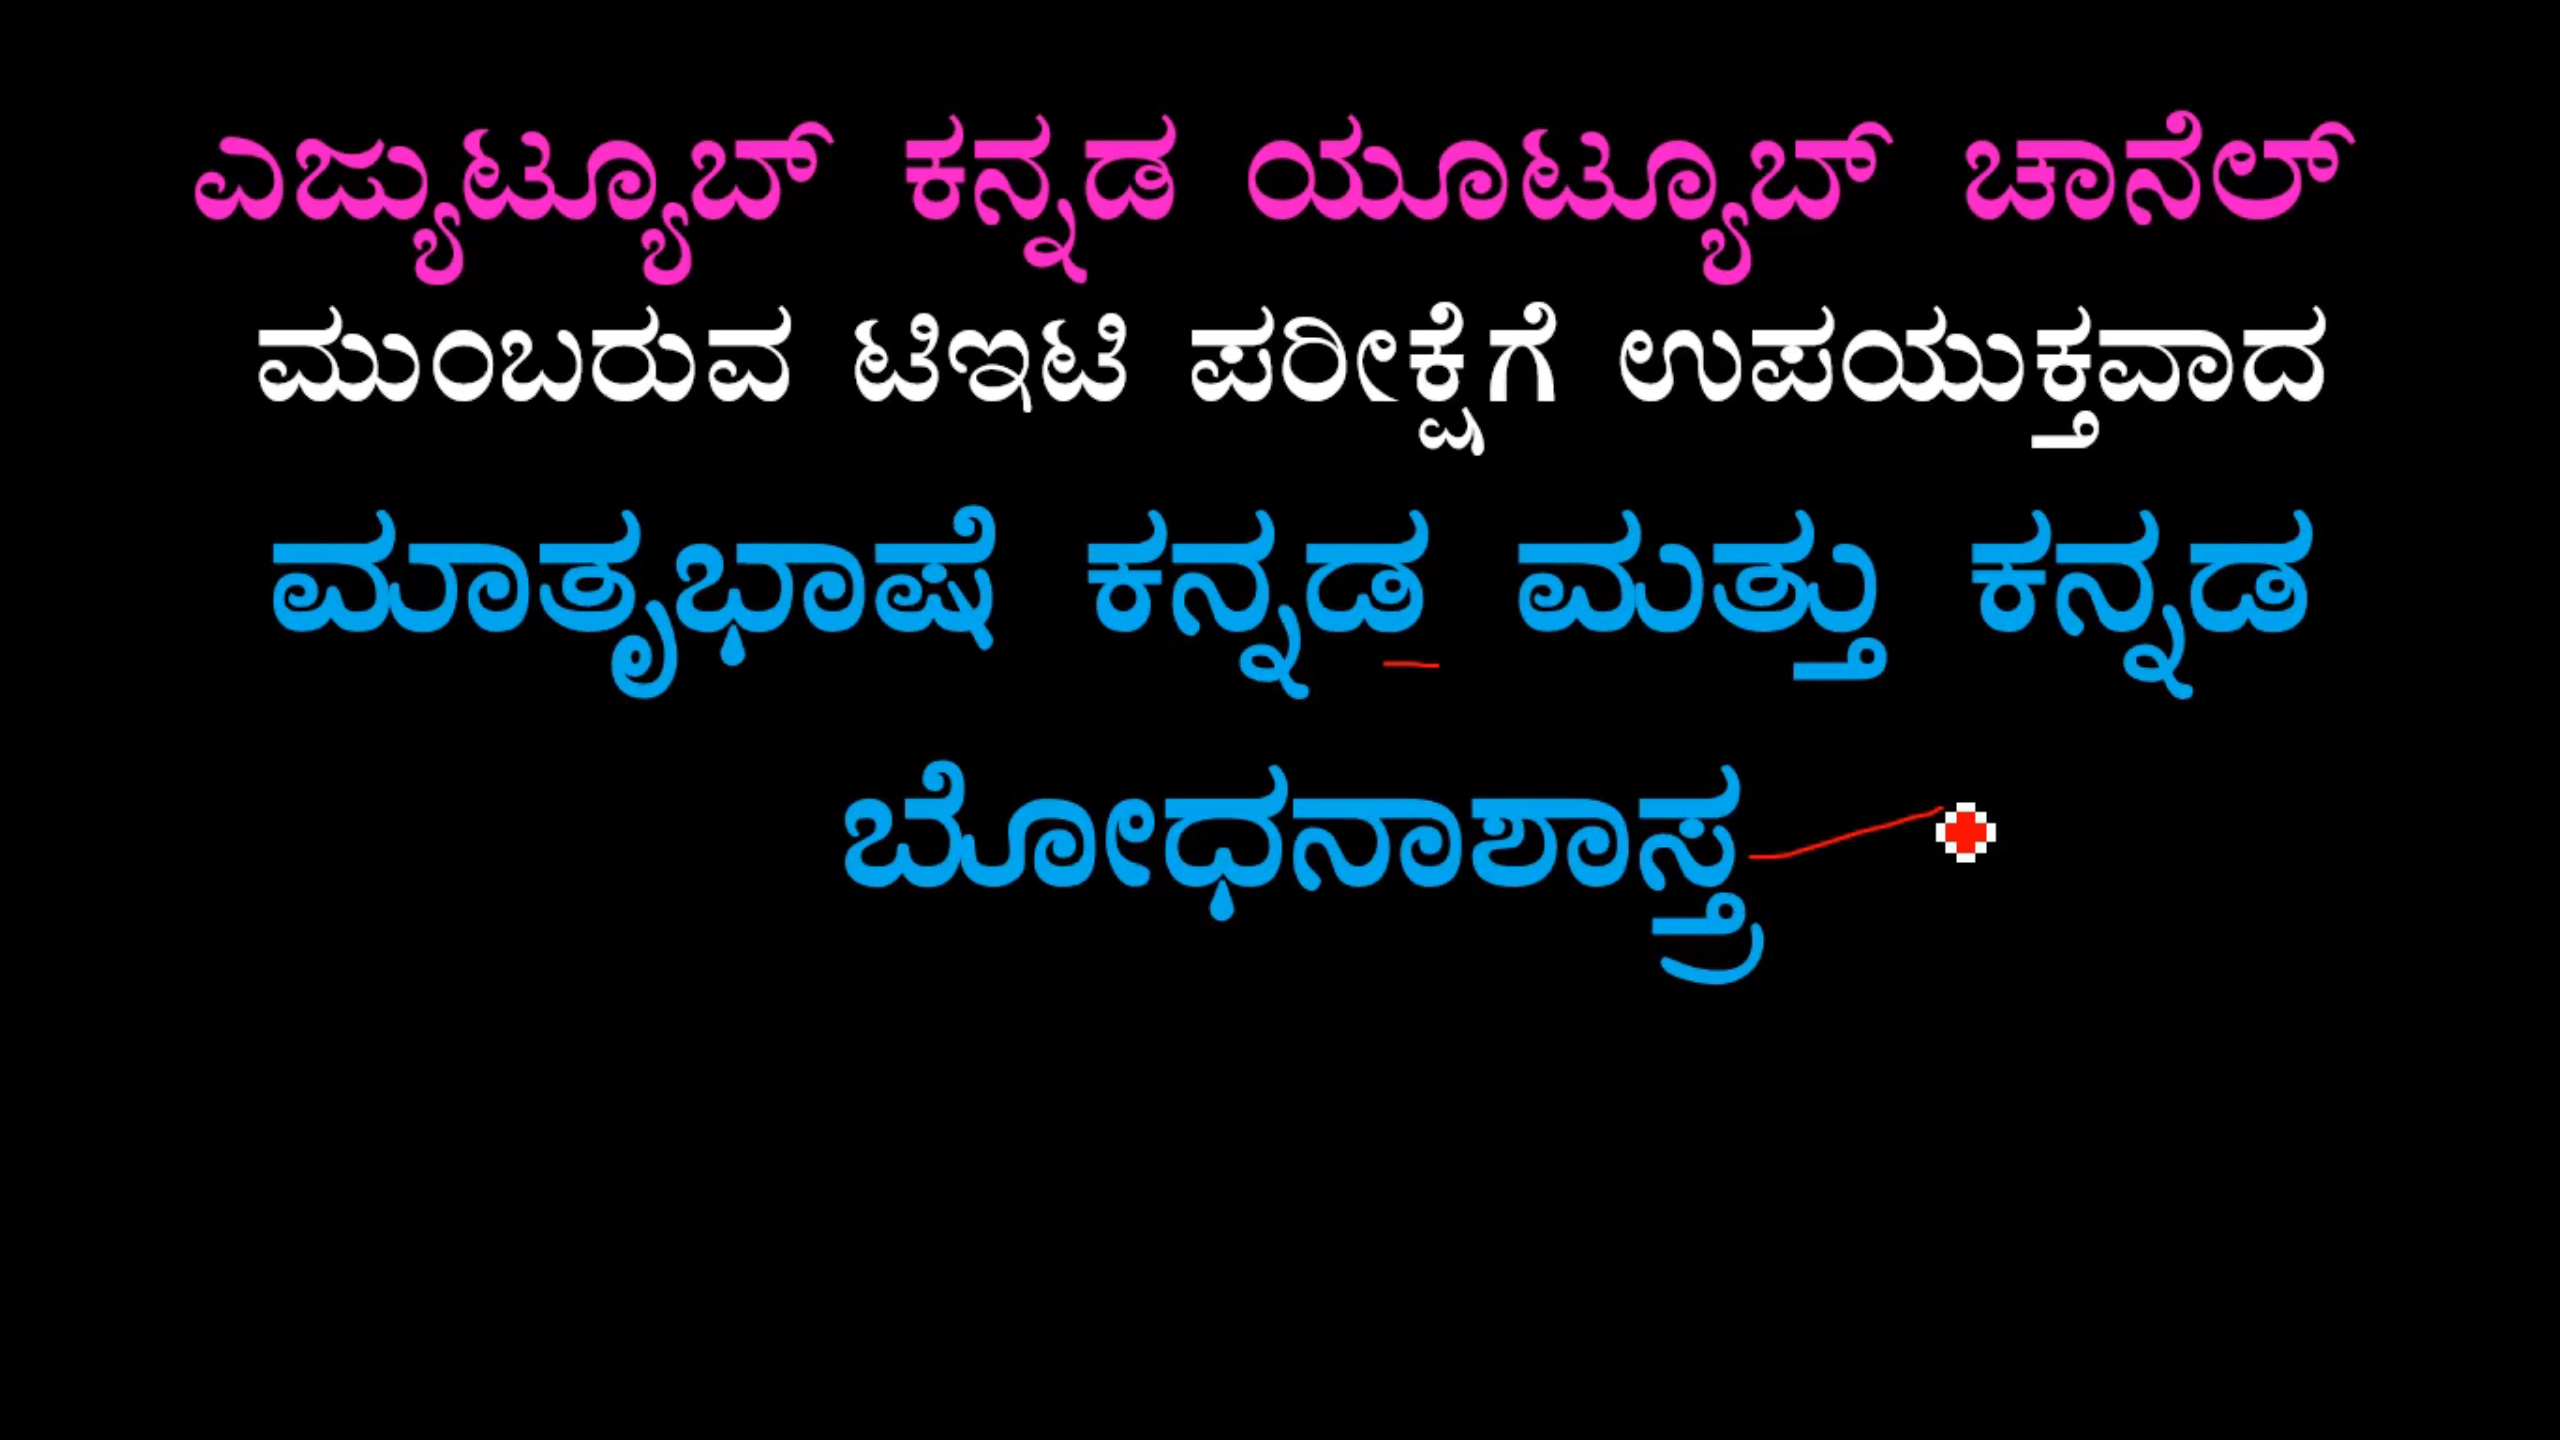 ಎಜ್ಯುಟ್ಯೂಬ್ ಕನ್ನಡ ಯೂಟ್ಯೂಬ್ ಚಾನೆಲ್
ಮುಂಬರುವ ಟಿಇಟಿ ಪರೀಕ್ಷೆಗೆ ಉಪಯುಕ್ತವಾದ
ಮಾತೃಭಾಷೆ ಕನ್ನಡ ಮತ್ತು ಕನ್ನಡ
ಬೋಧನಾಶಾಸ್ತ್ರ